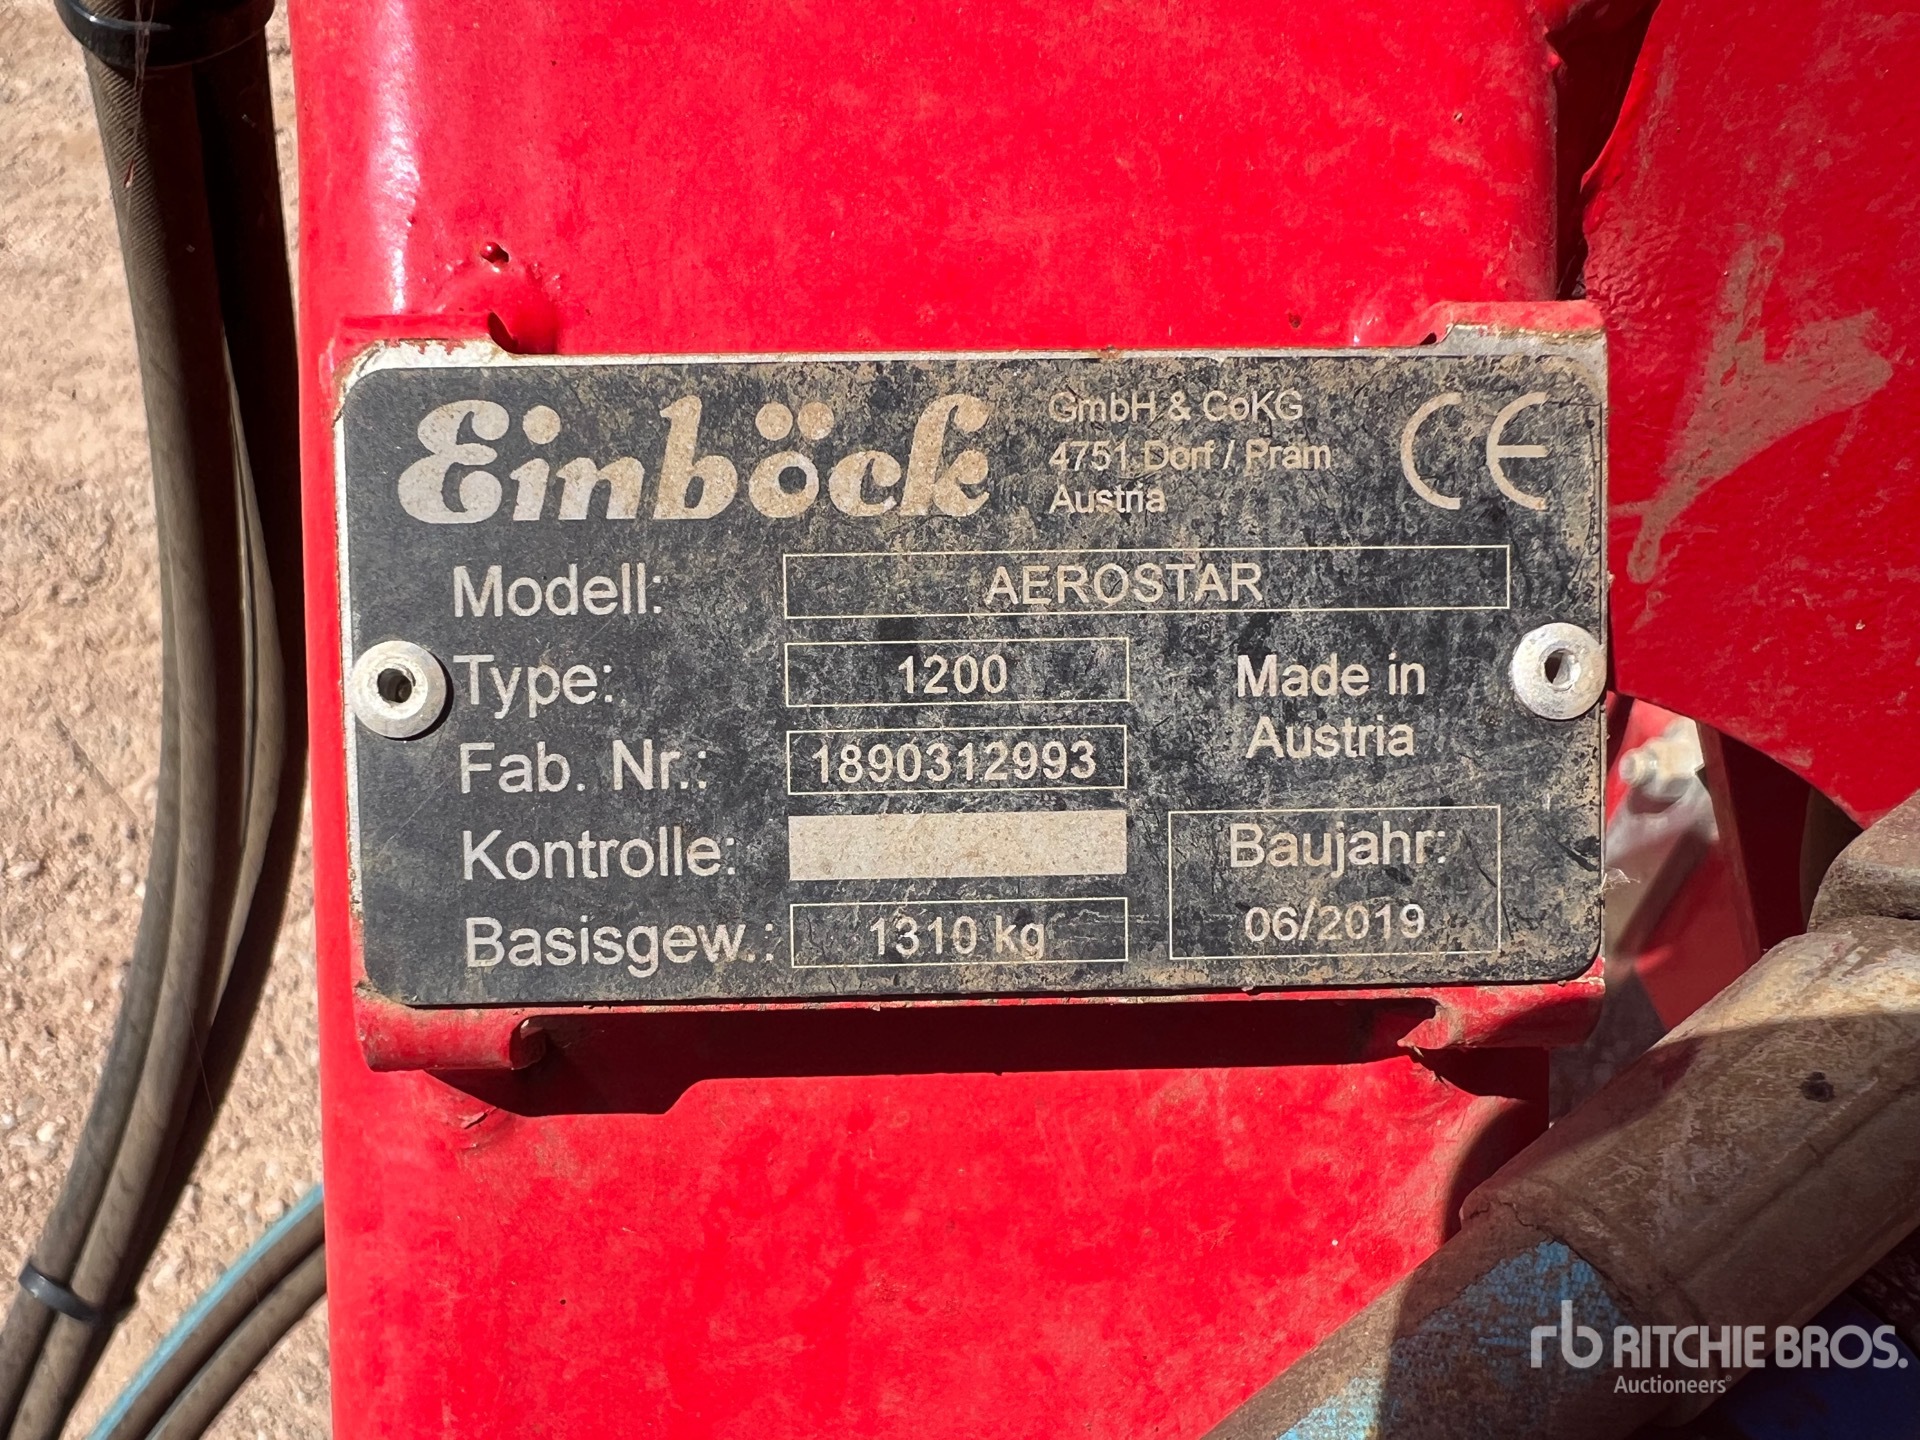 Einböck
GmbH & CoKG
4751 Dorf / Pram
Austria
CE
Modell: AEROSTAR
Type: 1200
Made in
Austria
Fab. Nr.: 1890312993
Kontrolle:
Baujahr:
06/2019
Basisgew.: 1310 kg
rb RITCHIE BROS.
Auctioneers